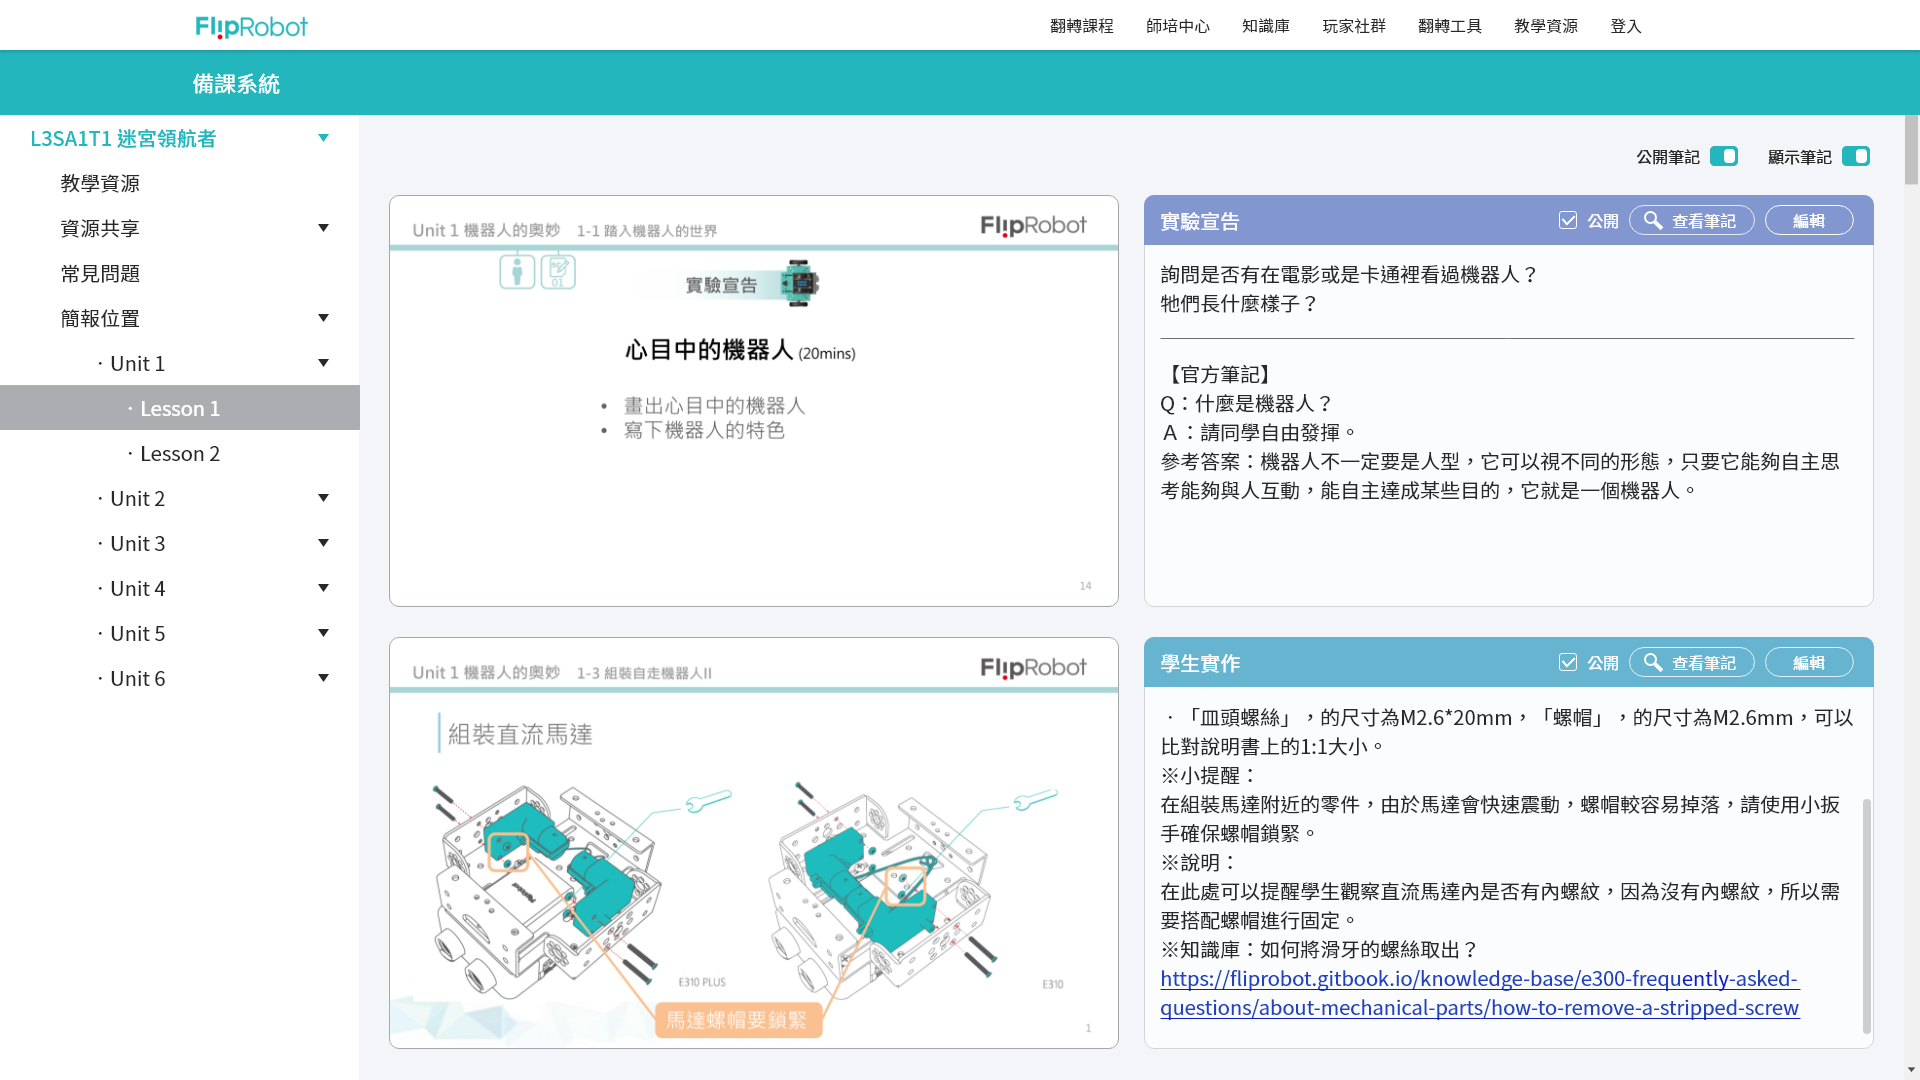 FlipRobot
翻轉課程 師培中心 知識庫 玩家社群 翻轉工具 教學資源 登入
備課系統
L3SA1T1 迷宮領航者
教學資源
資源共享
常見問題
簡報位置
· Unit 1
· Lesson 1
· Lesson 2
· Unit 2
· Unit 3
· Unit 4
· Unit 5
· Unit 6
公開筆記 顯示筆記
Unit 1 機器人的奧妙 1-1 踏入機器人的世界 FlipRobot
01
實驗宣告
心目中的機器人 (20mins)
• 畫出心目中的機器人
• 寫下機器人的特色
14
實驗宣告 公開 查看筆記 編輯
詢問是否有在電影或是卡通裡看過機器人？
牠們長什麼樣子？
【官方筆記】
Q：什麼是機器人？
Ａ：請同學自由發揮。
參考答案：機器人不一定要是人型，它可以視不同的形態，只要它能夠自主思
考能夠與人互動，能自主達成某些目的，它就是一個機器人。
Unit 1 機器人的奧妙 1-3 組裝自走機器人II FlipRobot
組裝直流馬達
E310 PLUS
E310
馬達螺帽要鎖緊
1
學生實作 公開 查看筆記 編輯
．「皿頭螺絲」，的尺寸為M2.6*20mm，「螺帽」，的尺寸為M2.6mm，可以
比對說明書上的1:1大小。
※小提醒：
在組裝馬達附近的零件，由於馬達會快速震動，螺帽較容易掉落，請使用小扳
手確保螺帽鎖緊。
※說明：
在此處可以提醒學生觀察直流馬達內是否有內螺紋，因為沒有內螺紋，所以需
要搭配螺帽進行固定。
※知識庫：如何將滑牙的螺絲取出？
https://fliprobot.gitbook.io/knowledge-base/e300-frequently-asked-
questions/about-mechanical-parts/how-to-remove-a-stripped-screw